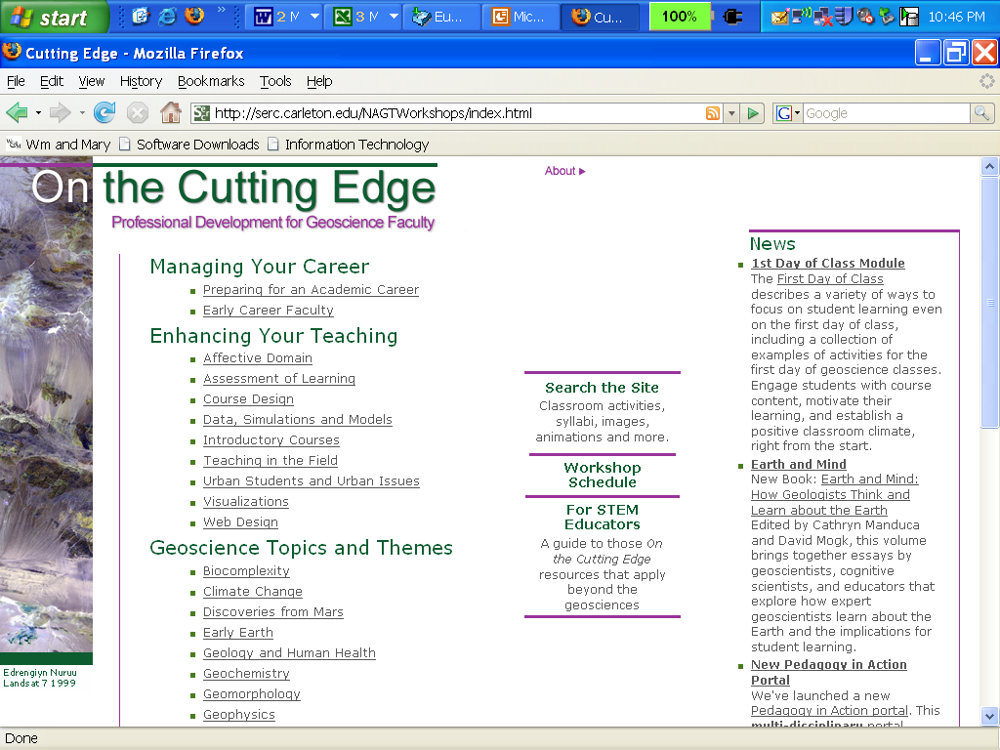 start
2 M
3 M
Eu...
Mic...
Cu...
100%
10:46 PM
Cutting Edge - Mozilla Firefox
File Edit View History Bookmarks Tools Help
http://serc.carleton.edu/NAGTWorkshops/index.html
Google
Wm and Mary Software Downloads Information Technology
On the Cutting Edge
Professional Development for Geoscience Faculty
About
Managing Your Career
Preparing for an Academic Career
Early Career Faculty
Enhancing Your Teaching
Affective Domain
Assessment of Learning
Course Design
Data, Simulations and Models
Introductory Courses
Teaching in the Field
Urban Students and Urban Issues
Visualizations
Web Design
Geoscience Topics and Themes
Biocomplexity
Climate Change
Discoveries from Mars
Early Earth
Geology and Human Health
Geochemistry
Geomorphology
Geophysics
Edrengiyn Nuruu
Landsat 7 1999
Search the Site
Classroom activities,
syllabi, images,
animations and more.
Workshop
Schedule
For STEM
Educators
A guide to those On
the Cutting Edge
resources that apply
beyond the
geosciences
News
1st Day of Class Module
The First Day of Class
describes a variety of ways to
focus on student learning even
on the first day of class,
including a collection of
examples of activities for the
first day of geoscience classes.
Engage students with course
content, motivate their
learning, and establish a
positive classroom climate,
right from the start.
Earth and Mind
New Book: Earth and Mind:
How Geologists Think and
Learn about the Earth
Edited by Cathryn Manduca
and David Mogk, this volume
brings together essays by
geoscientists, cognitive
scientists, and educators that
explore how expert
geoscientists learn about the
Earth and the implications for
student learning.
New Pedagogy in Action
Portal
We've launched a new
Pedagogy in Action portal. This
multi-disciplinary portal
Done